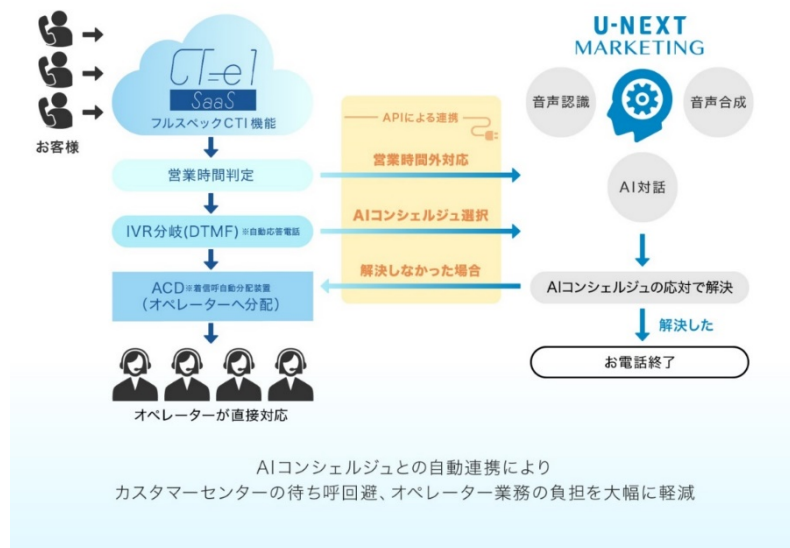 お客様
CT-e1
SaaS
フルスペックCTI機能
営業時間判定
IVR分岐(DTMF)※自動応答電話
ACD※着信呼自動分配装置
(オペレーターへ分配)
オペレーターが直接対応
APIによる連携
営業時間外対応
AIコンシェルジュ選択
解決しなかった場合
U-NEXT
MARKETING
音声認識
音声合成
AI対話
AIコンシェルジュの応対で解決
解決した
お電話終了
AIコンシェルジュとの自動連携により
カスタマーセンターの待ち呼回避、オペレーター業務の負担を大幅に軽減